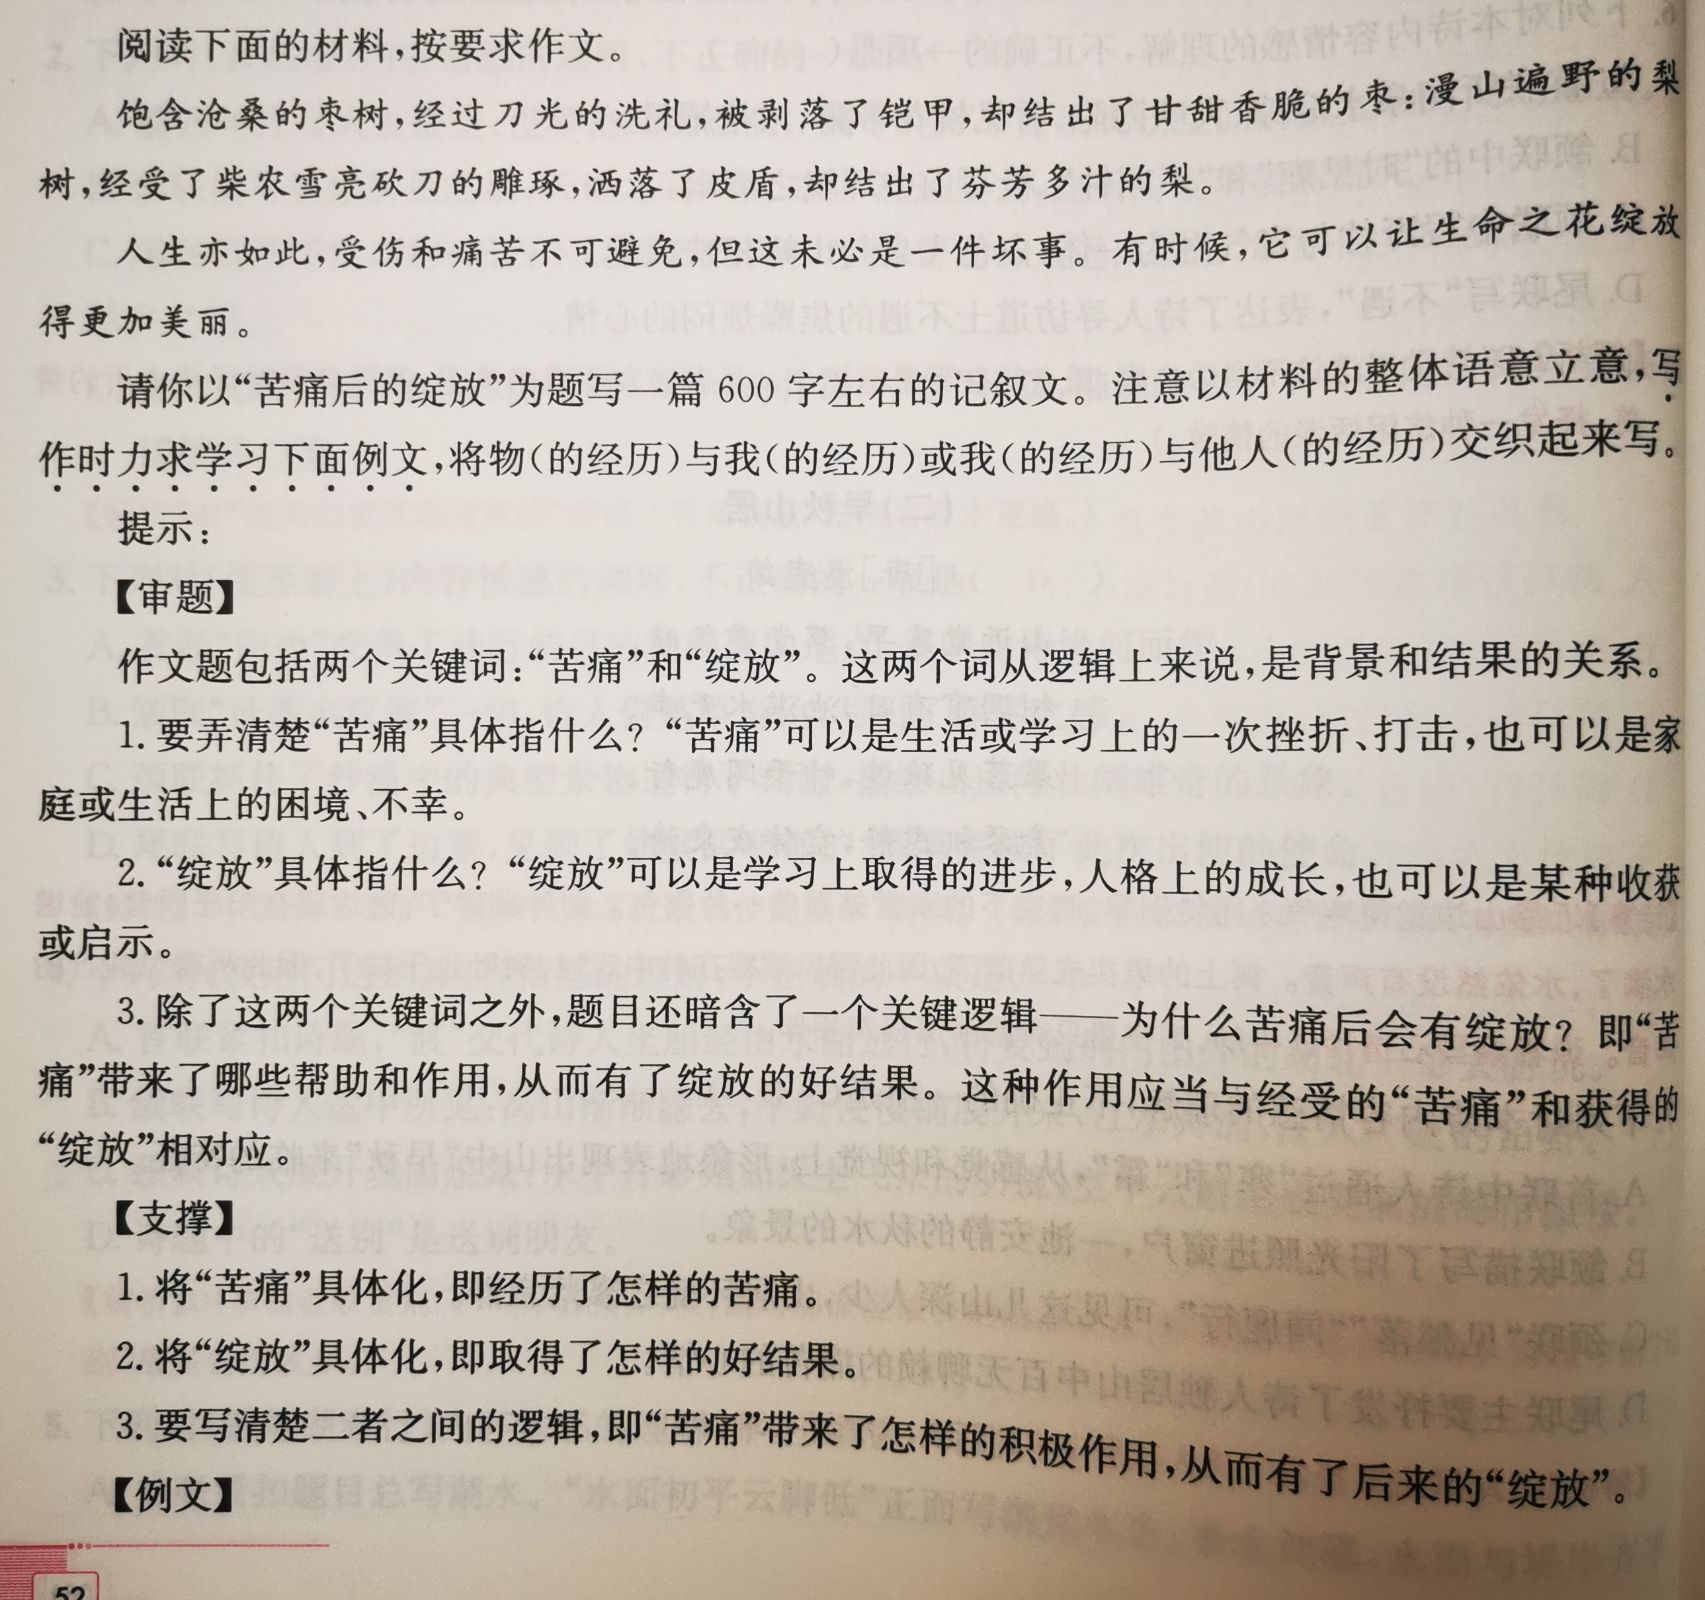 阅读下面的材料,按要求作文。
饱含沧桑的枣树,经过刀光的洗礼,被剥落了铠甲,却结出了甘甜香脆的枣:漫山遍野的梨
树,经受了柴农雪亮砍刀的雕琢,洒落了皮盾,却结出了芬芳多汁的梨。
人生亦如此,受伤和痛苦不可避免,但这未必是一件坏事。有时候,它可以让生命之花绽放
得更加美丽。
请你以“苦痛后的绽放”为题写一篇 600 字左右的记叙文。注意以材料的整体语意立意,写
作时力求学习下面例文,将物(的经历)与我(的经历)或我(的经历)与他人(的经历)交织起来写。
提示:
【审题】
作文题包括两个关键词:“苦痛”和“绽放”。这两个词从逻辑上来说,是背景和结果的关系。
1. 要弄清楚“苦痛”具体指什么?“苦痛”可以是生活或学习上的一次挫折、打击,也可以是家
庭或生活上的困境、不幸。
2. “绽放”具体指什么?“绽放”可以是学习上取得的进步,人格上的成长,也可以是某种收获
或启示。
3. 除了这两个关键词之外,题目还暗含了一个关键逻辑——为什么苦痛后会有绽放?即“苦
痛”带来了哪些帮助和作用,从而有了绽放的好结果。这种作用应当与经受的“苦痛”和获得的
“绽放”相对应。
【支撑】
1. 将“苦痛”具体化,即经历了怎样的苦痛。
2. 将“绽放”具体化,即取得了怎样的好结果。
3. 要写清楚二者之间的逻辑,即“苦痛”带来了怎样的积极作用,从而有了后来的“绽放”。
【例文】
52